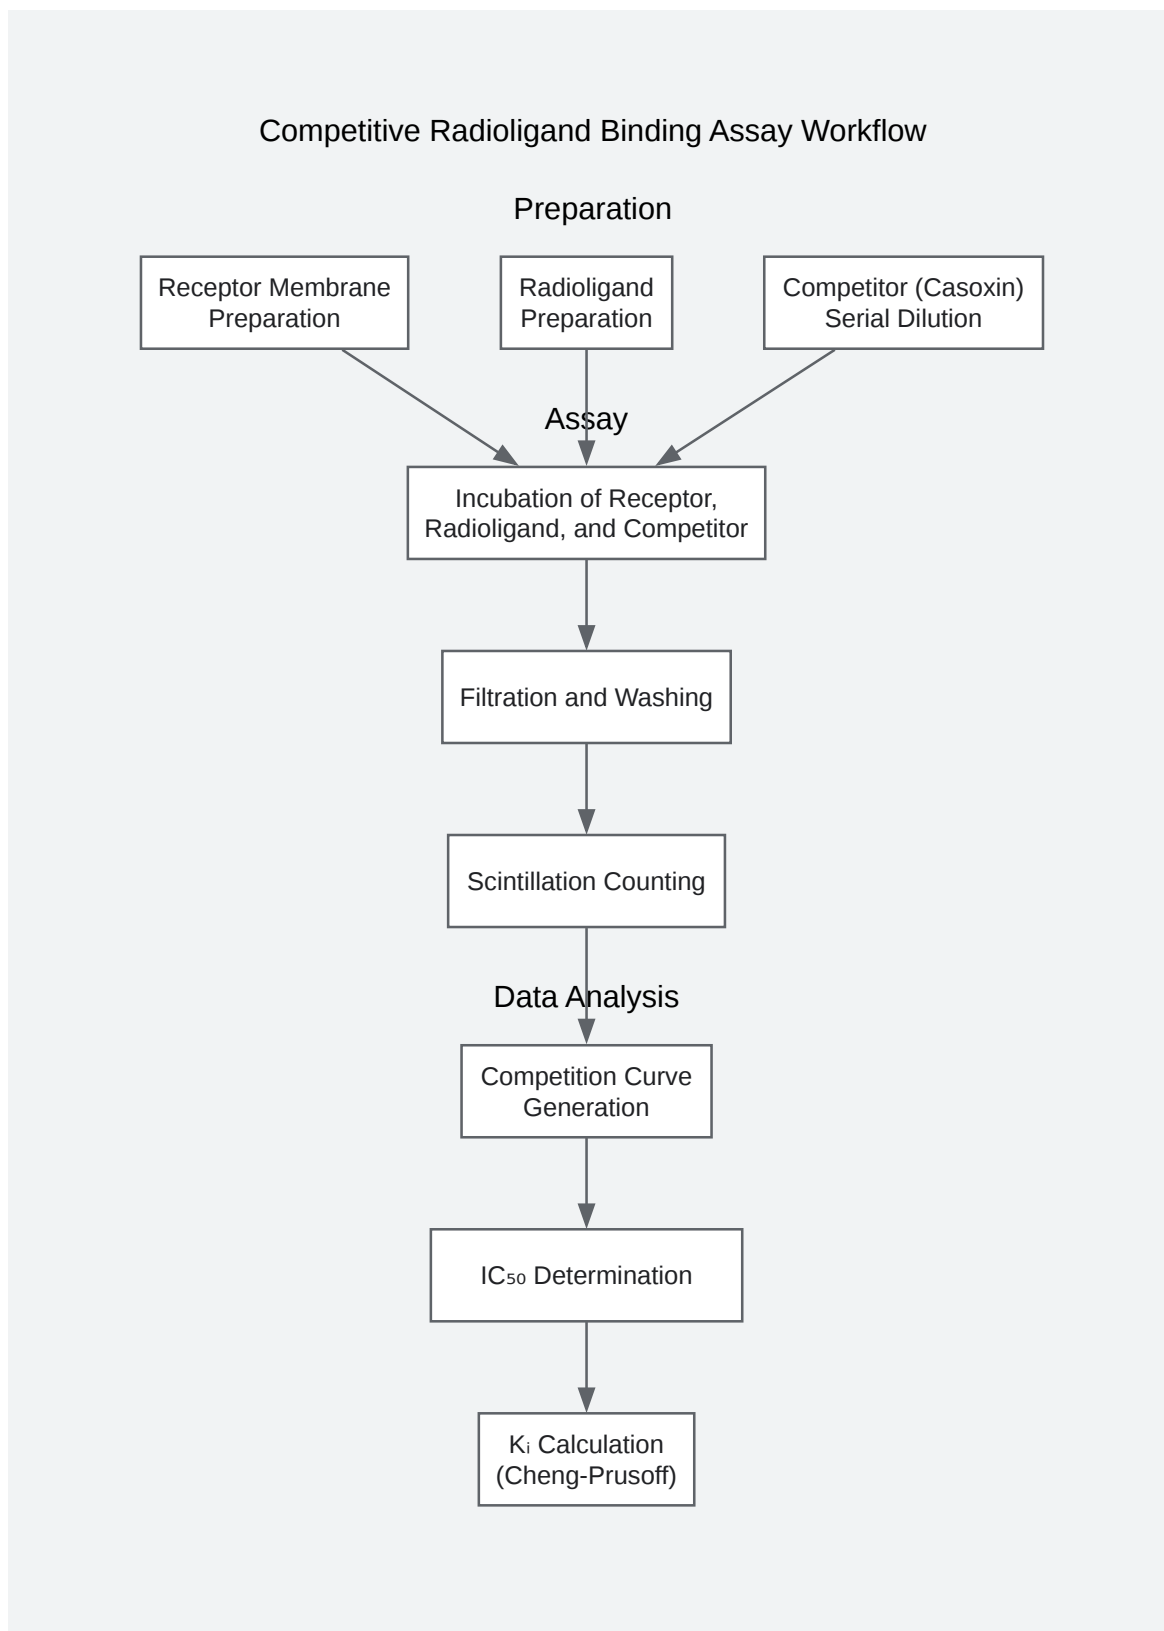 Competitive Radioligand Binding Assay Workflow
Preparation
Receptor Membrane
Preparation
Radioligand
Preparation
Competitor (Casoxin)
Serial Dilution
Assay
Incubation of Receptor,
Radioligand, and Competitor
Filtration and Washing
Scintillation Counting
Data Analysis
Competition Curve
Generation
IC₅₀ Determination
Kᵢ Calculation
(Cheng-Prusoff)